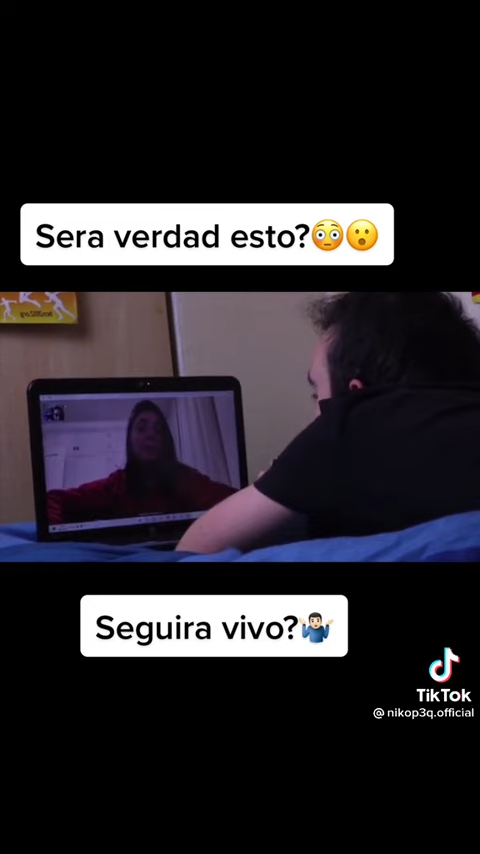 Sera verdad esto?😳😮
Seguira vivo?🤷🏻‍♂️
TikTok
@nikop3q.official